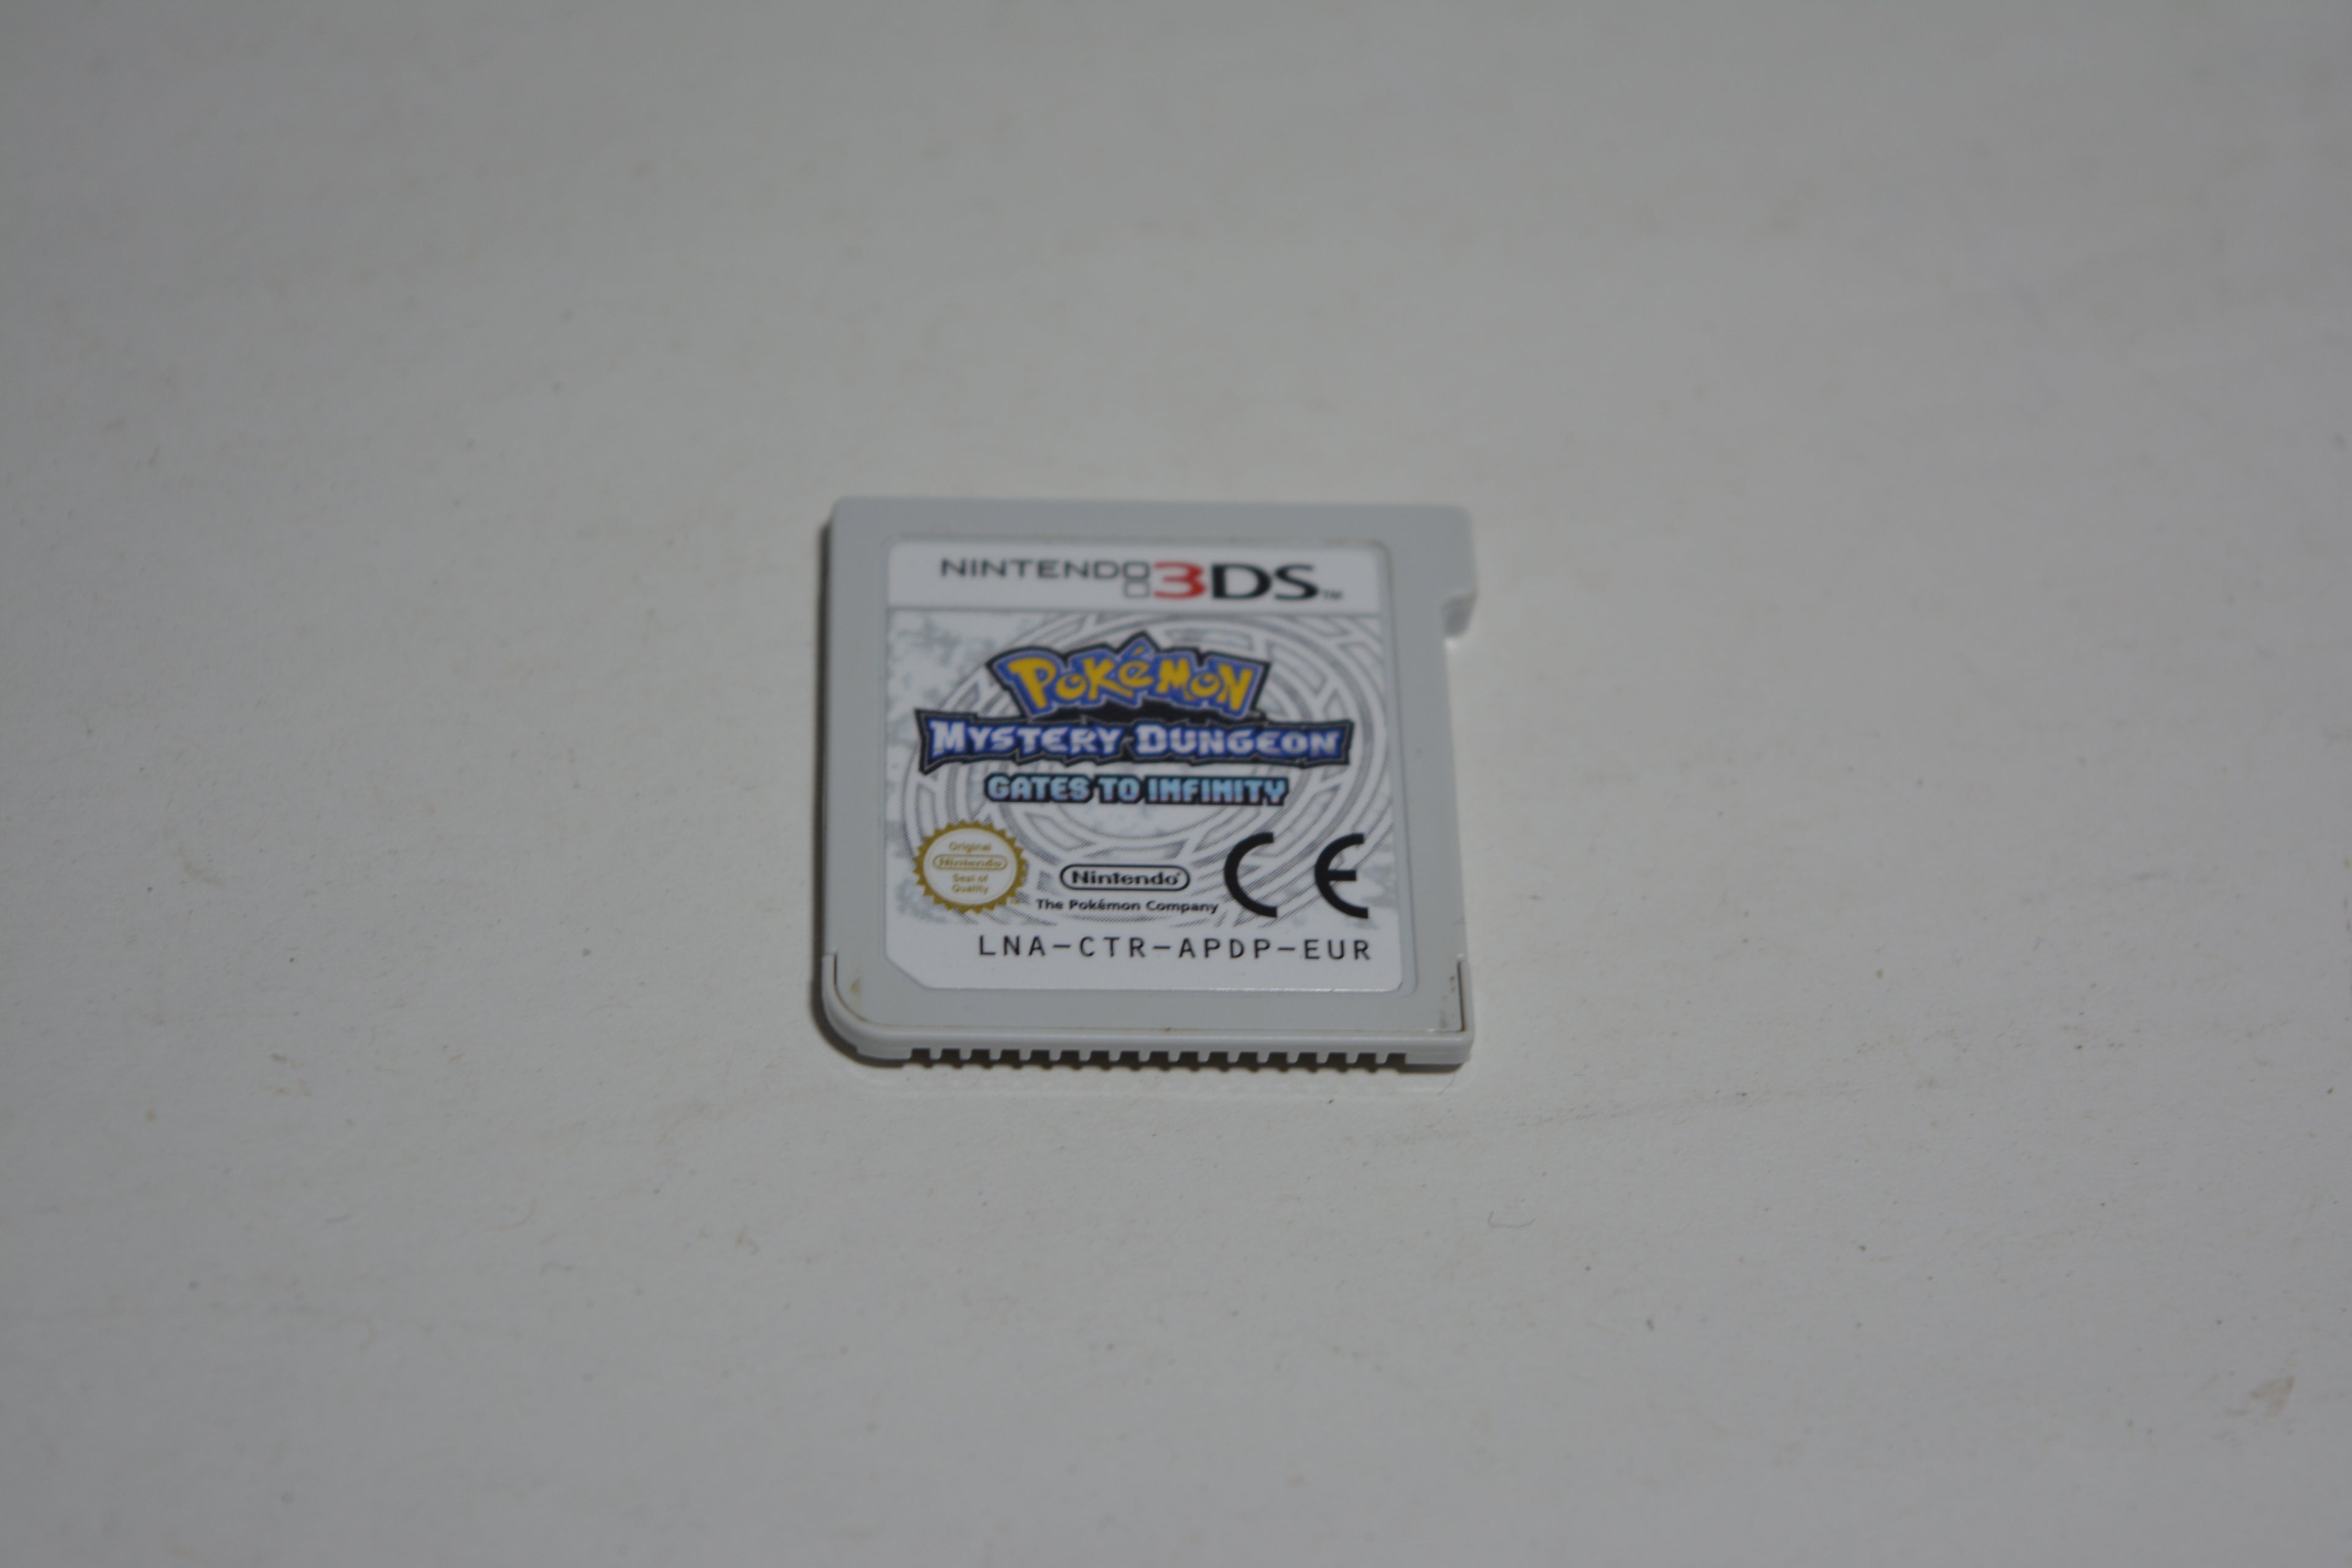 NINTENDO 3DS™
POKéMON
MYSTERY DUNGEON
GATES TO INFINITY
Original
Nintendo
Seal of
Quality
Nintendo®
The Pokémon Company
CE
LNA-CTR-APDP-EUR